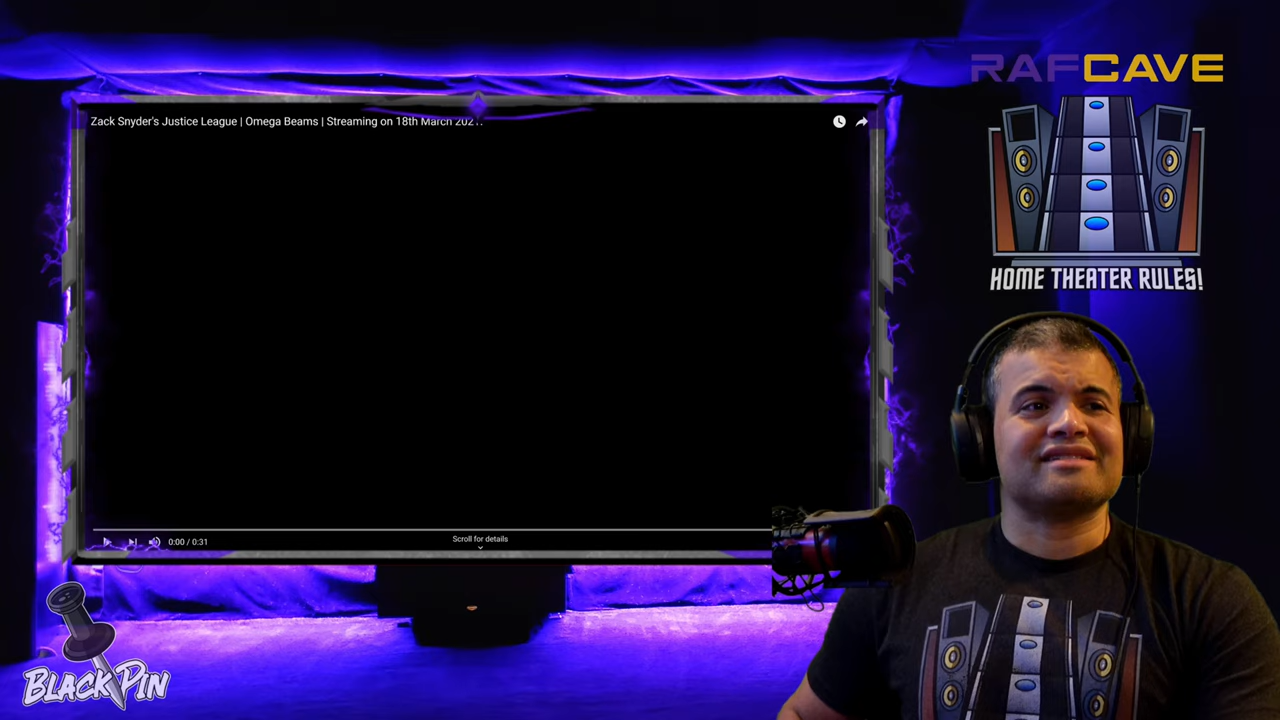 RAFCAVE
Zack Snyder's Justice League | Omega Beams | Streaming on 18th March 2021.
HOME THEATER RULES!
0:00 / 0:31
Scroll for details
BLACKPIN